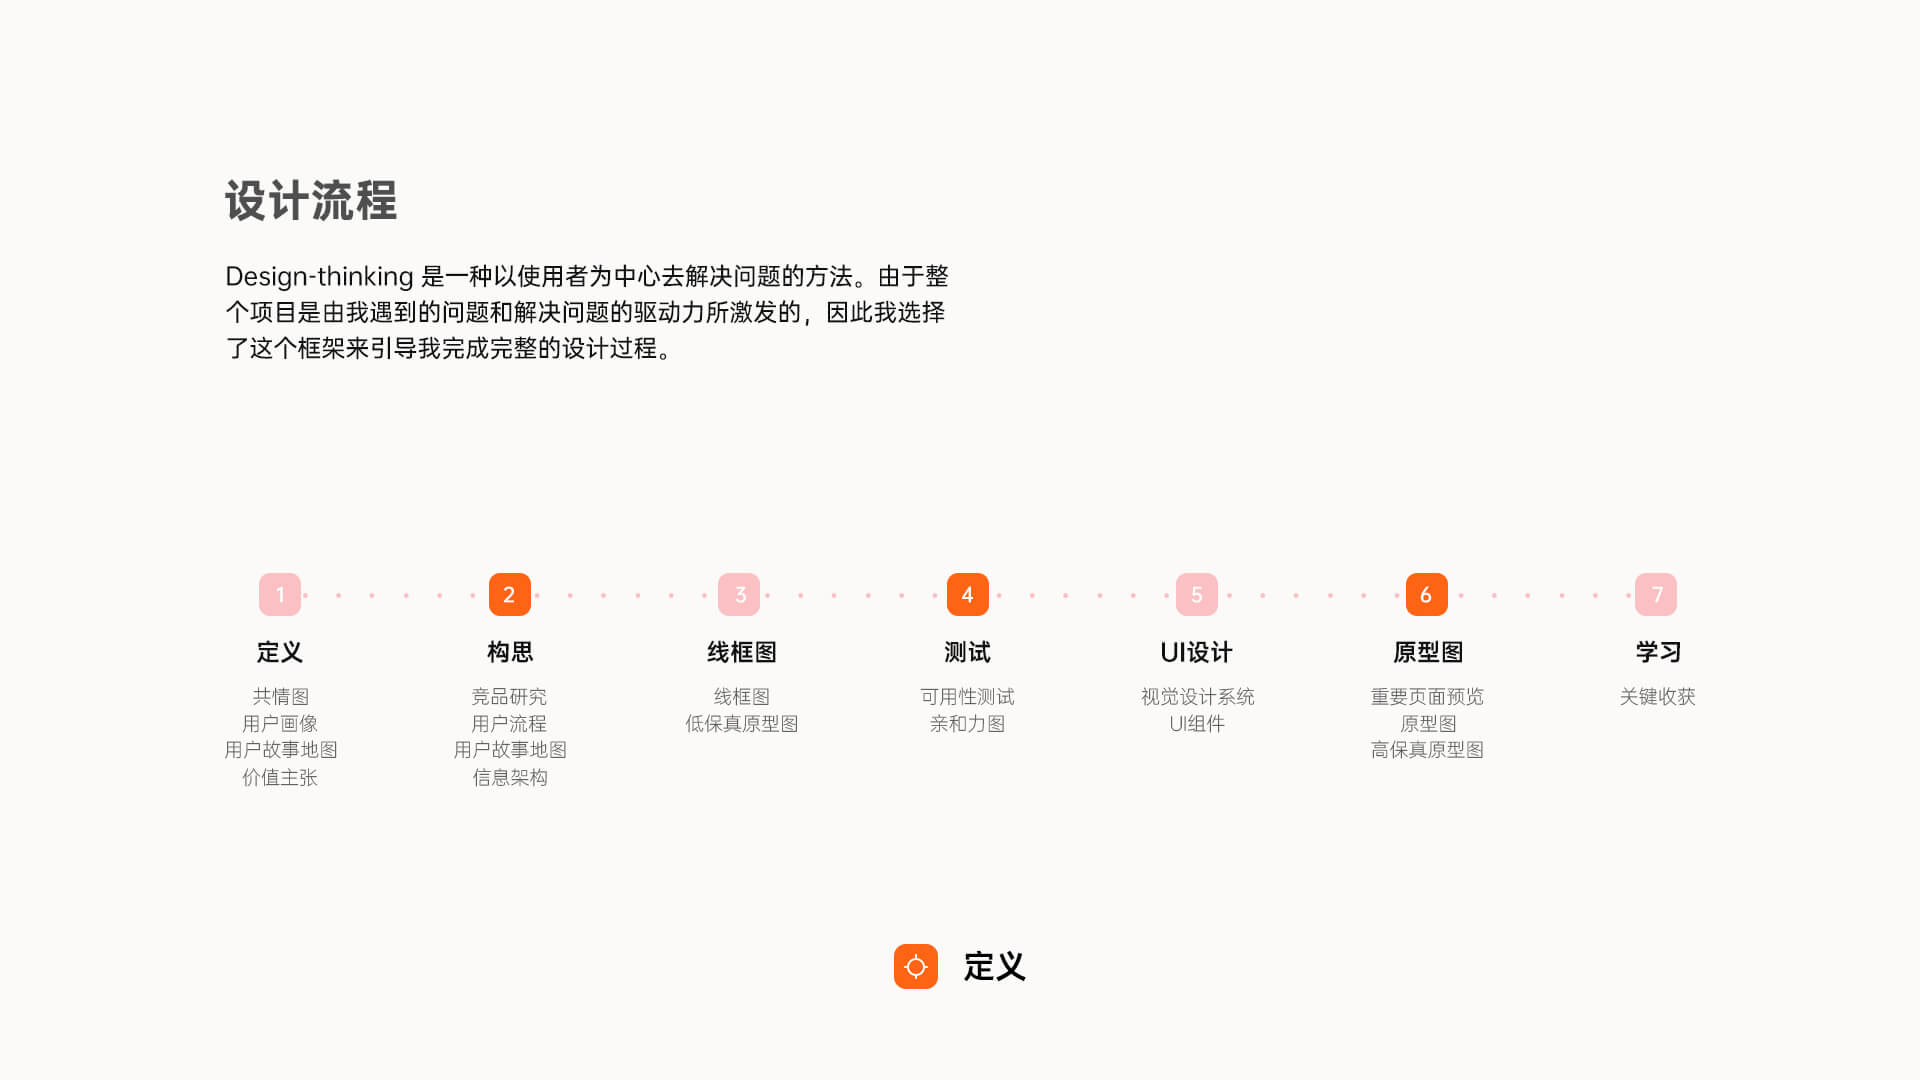 设计流程
Design-thinking 是一种以使用者为中心去解决问题的方法。由于整
个项目是由我遇到的问题和解决问题的驱动力所激发的，因此我选择
了这个框架来引导我完成完整的设计过程。
1
2
3
4
5
6
7
定义
构思
线框图
测试
UI设计
原型图
学习
共情图
用户画像
用户故事地图
价值主张
竞品研究
用户流程
用户故事地图
信息架构
线框图
低保真原型图
可用性测试
亲和力图
视觉设计系统
UI组件
重要页面预览
原型图
高保真原型图
关键收获
定义